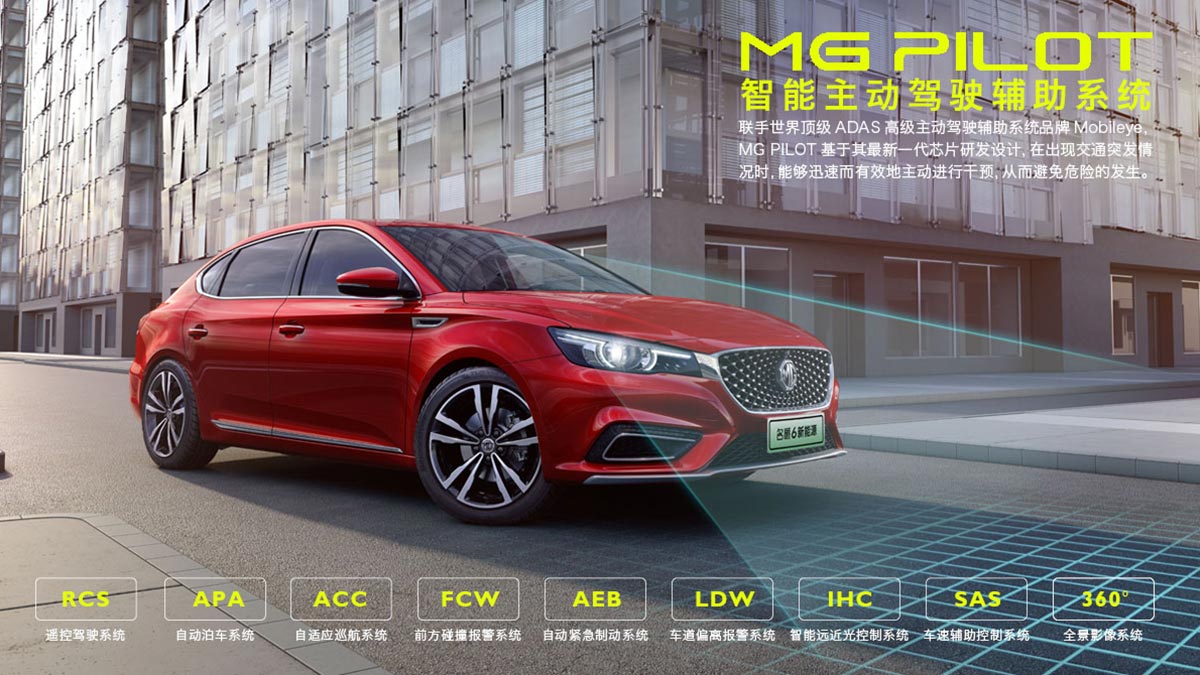 MG PILOT
智能主动驾驶辅助系统
联手世界顶级 ADAS 高级主动驾驶辅助系统品牌 Mobileye,
MG PILOT 基于其最新一代芯片研发设计, 在出现交通突发情
况时, 能够迅速而有效地主动进行干预, 从而避免危险的发生。
名爵6新能源
RCS APA ACC FCW AEB LDW IHC SAS 360°
遥控驾驶系统 自动泊车系统 自适应巡航系统 前方碰撞报警系统 自动紧急制动系统 车道偏离报警系统 智能远近光控制系统 车速辅助控制系统 全景影像系统